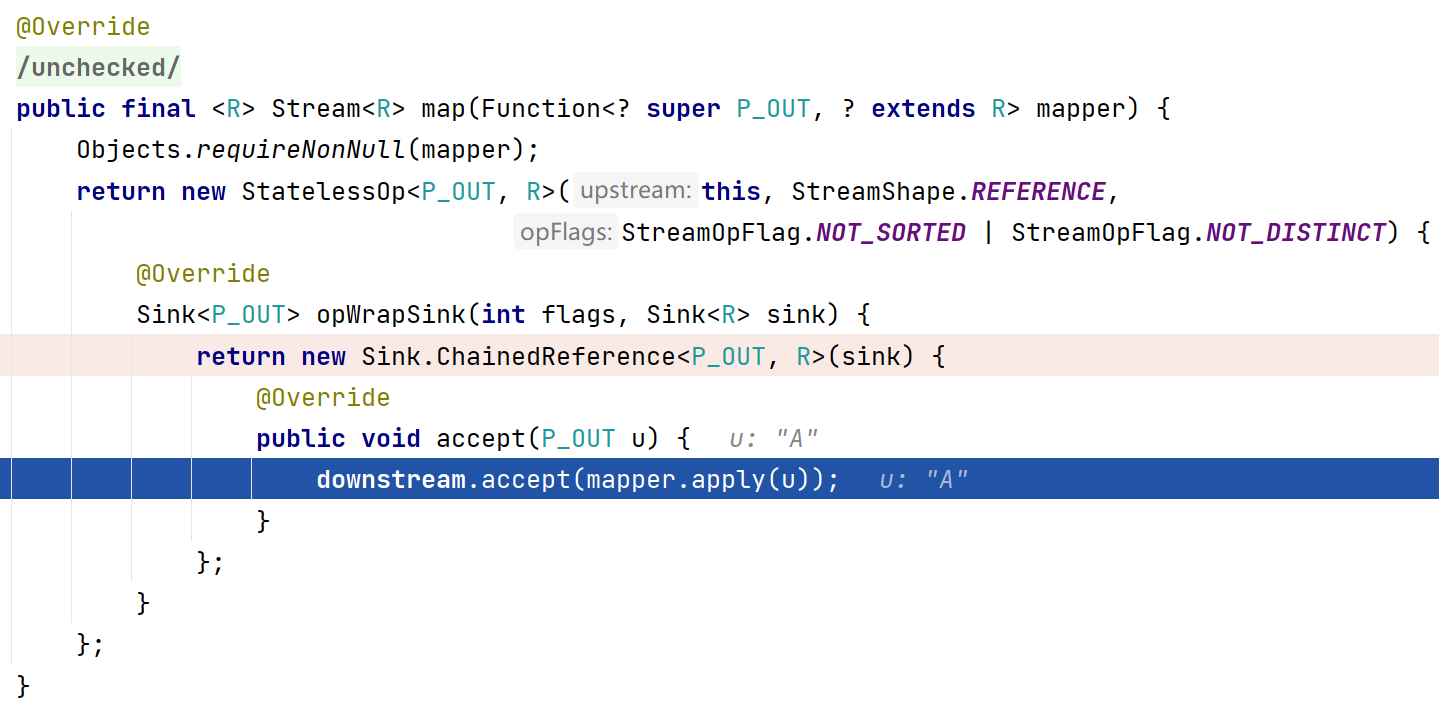 @Override
/unchecked/
public final <R> Stream<R> map(Function<? super P_OUT, ? extends R> mapper) {
Objects.requireNonNull(mapper);
return new StatelessOp<P_OUT, R>( upstream: this, StreamShape.REFERENCE,
opFlags: StreamOpFlag.NOT_SORTED | StreamOpFlag.NOT_DISTINCT) {
@Override
Sink<P_OUT> opWrapSink(int flags, Sink<R> sink) {
return new Sink.ChainedReference<P_OUT, R>(sink) {
@Override
public void accept(P_OUT u) { u: "A"
downstream.accept(mapper.apply(u)); u: "A"
}
};
}
};
}